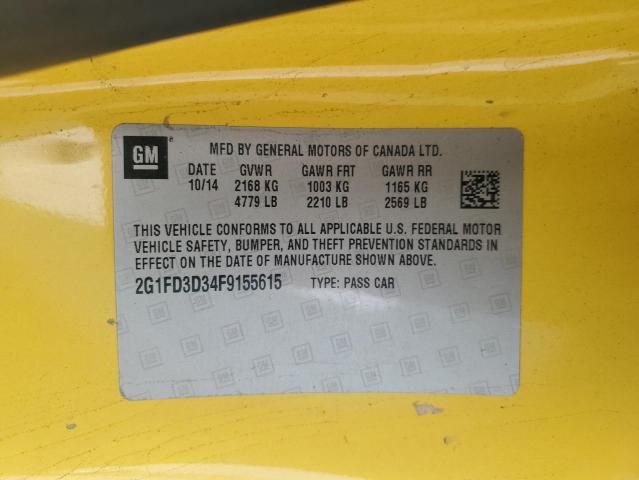 GM
MFD BY GENERAL MOTORS OF CANADA LTD.
DATE GVWR GAWR FRT GAWR RR
10/14 2168 KG 1003 KG 1165 KG
4779 LB 2210 LB 2569 LB
THIS VEHICLE CONFORMS TO ALL APPLICABLE U.S. FEDERAL MOTOR
VEHICLE SAFETY, BUMPER, AND THEFT PREVENTION STANDARDS IN
EFFECT ON THE DATE OF MANUFACTURE SHOWN ABOVE.
2G1FD3D34F9155615 TYPE: PASS CAR